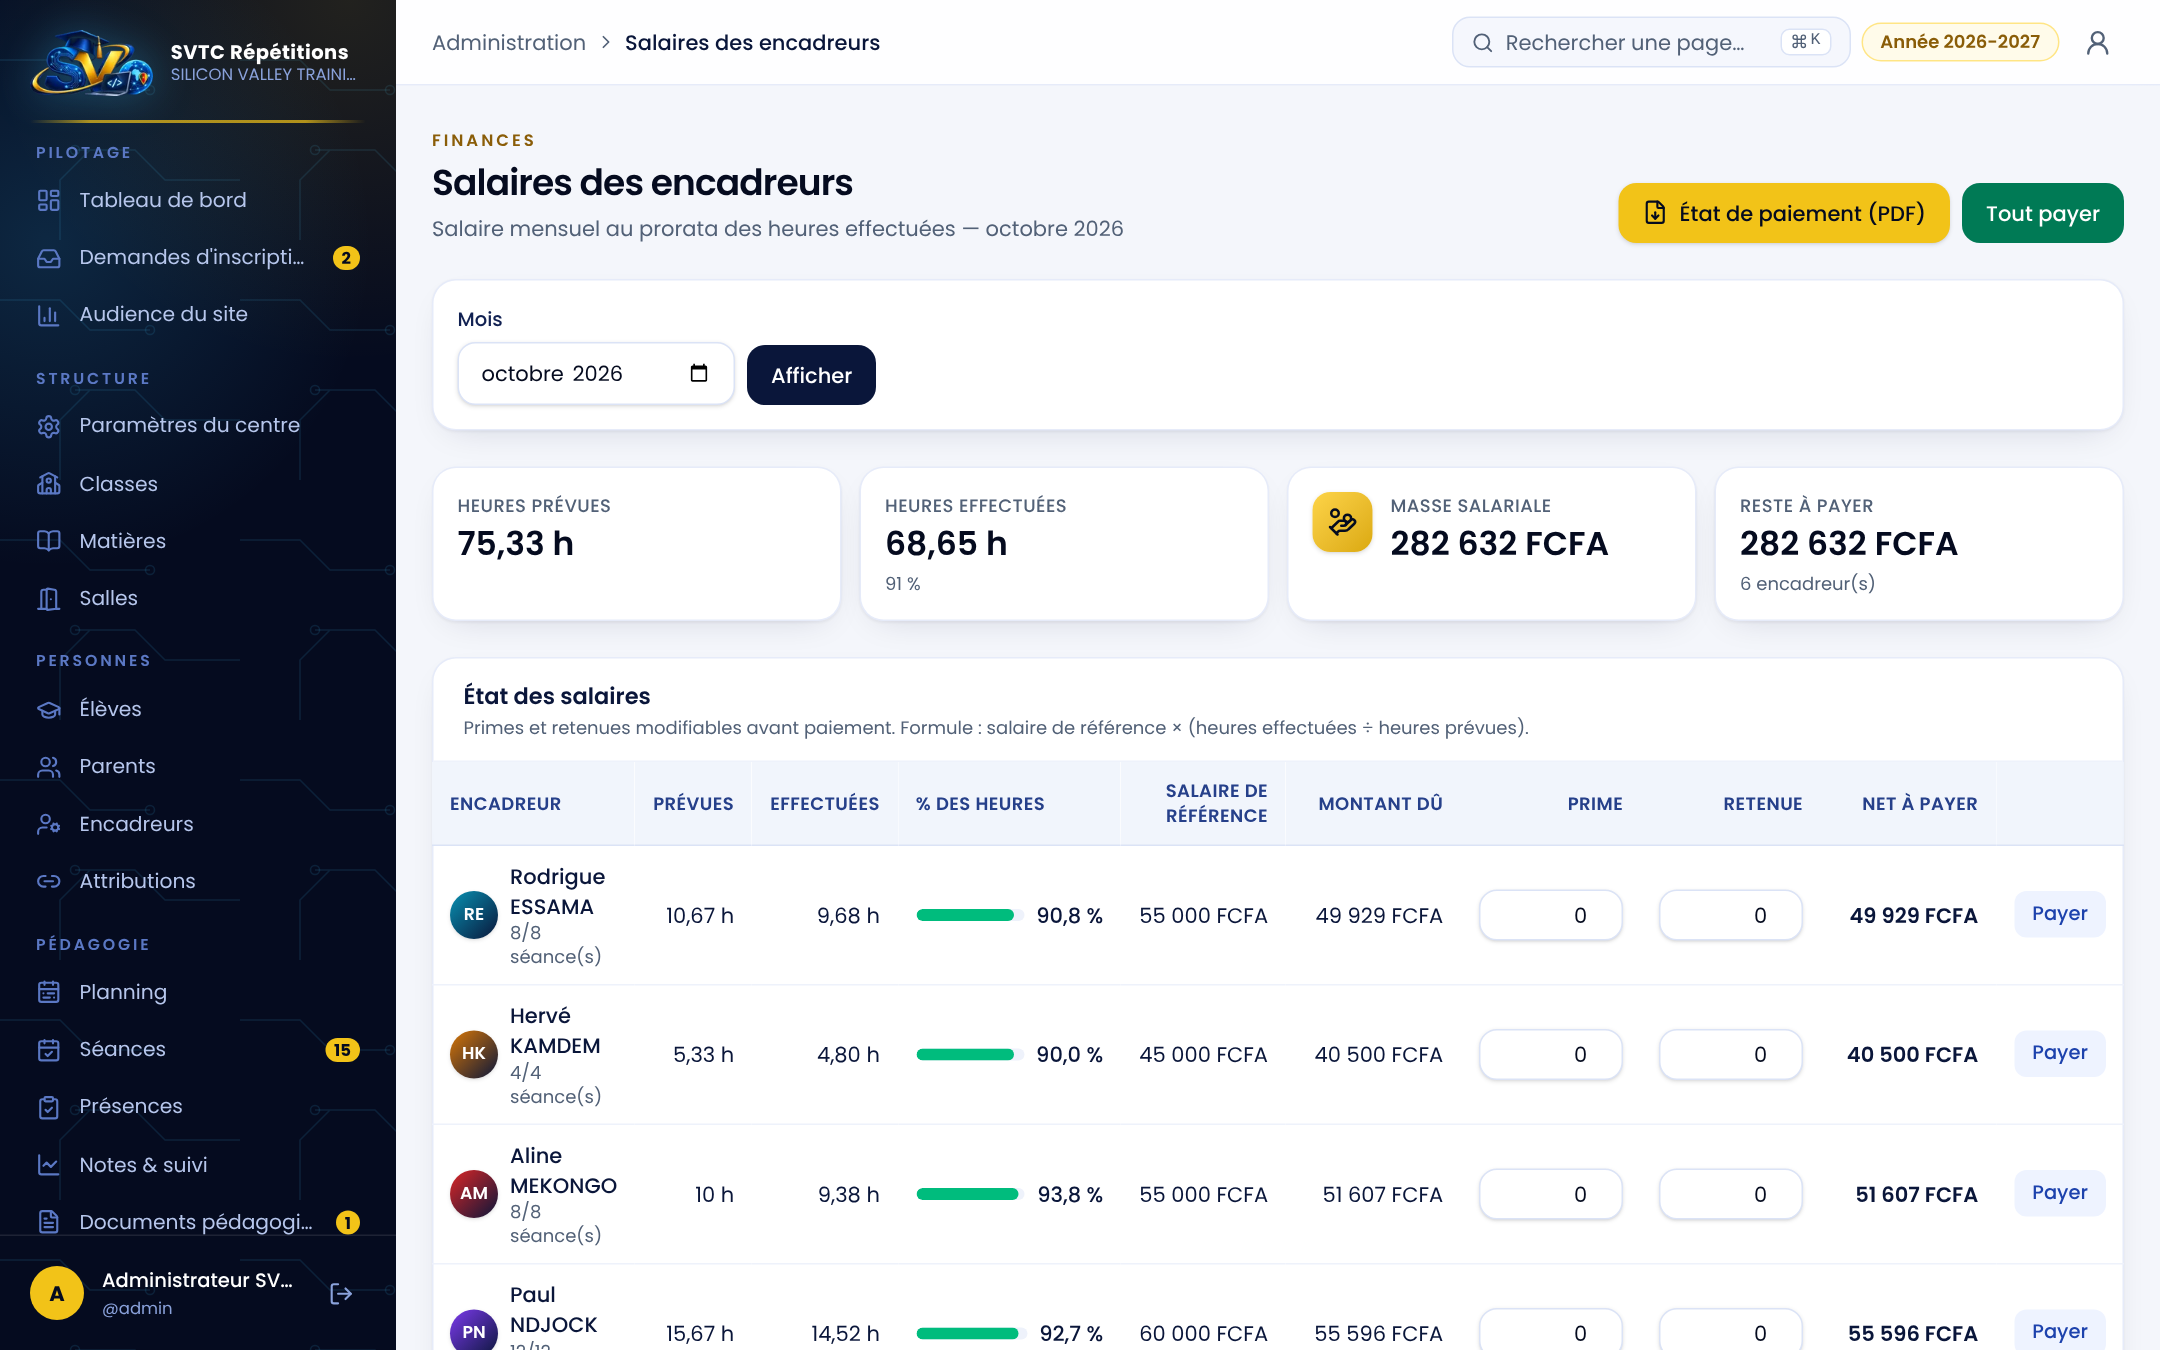 SVTC Répétitions
SILICON VALLEY TRAINI...
PILOTAGE
Tableau de bord
Demandes d'inscripti... 2
Audience du site
STRUCTURE
Paramètres du centre
Classes
Matières
Salles
PERSONNES
Élèves
Parents
Encadreurs
Attributions
PÉDAGOGIE
Planning
Séances 15
Présences
Notes & suivi
Documents pédagogi... 1
A
Administrateur SV...
@admin
Administration > Salaires des encadreurs
Rechercher une page... ⌘ K
Année 2026-2027
FINANCES
Salaires des encadreurs
Salaire mensuel au prorata des heures effectuées — octobre 2026
État de paiement (PDF)
Tout payer
Mois
octobre 2026
Afficher
HEURES PRÉVUES
75,33 h
HEURES EFFECTUÉES
68,65 h
91 %
MASSE SALARIALE
282 632 FCFA
RESTE À PAYER
282 632 FCFA
6 encadreur(s)
État des salaires
Primes et retenues modifiables avant paiement. Formule : salaire de référence × (heures effectuées ÷ heures prévues).
ENCADREUR PRÉVUES EFFECTUÉES % DES HEURES SALAIRE DE RÉFÉRENCE MONTANT DÛ PRIME RETENUE NET À PAYER
RE Rodrigue ESSAMA 8/8 séance(s) 10,67 h 9,68 h 90,8 % 55 000 FCFA 49 929 FCFA 0 0 49 929 FCFA Payer
HK Hervé KAMDEM 4/4 séance(s) 5,33 h 4,80 h 90,0 % 45 000 FCFA 40 500 FCFA 0 0 40 500 FCFA Payer
AM Aline MEKONGO 8/8 séance(s) 10 h 9,38 h 93,8 % 55 000 FCFA 51 607 FCFA 0 0 51 607 FCFA Payer
PN Paul NDJOCK 15,67 h 14,52 h 92,7 % 60 000 FCFA 55 596 FCFA 0 0 55 596 FCFA Payer